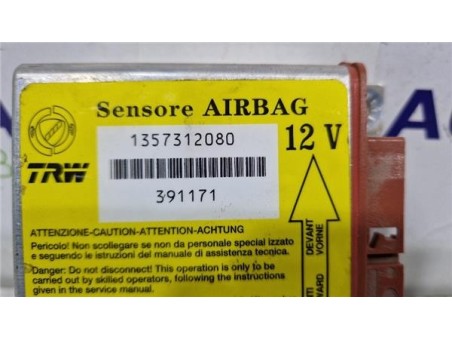 Sensore AIRBAG
1357312080
12 V
TRW
391171
ATTENZIONE-CAUTION-ATTENTION-ACHTUNG
Pericolo! Non scollegare se non da personale special izzato
e seguendo le istruzioni del manuale di assistenza tecnica.
Danger: Do not disconnect! This operation is only to be
carried out by skilled operators, following the instructions
given in the service manual.
DEVANT
VORNE